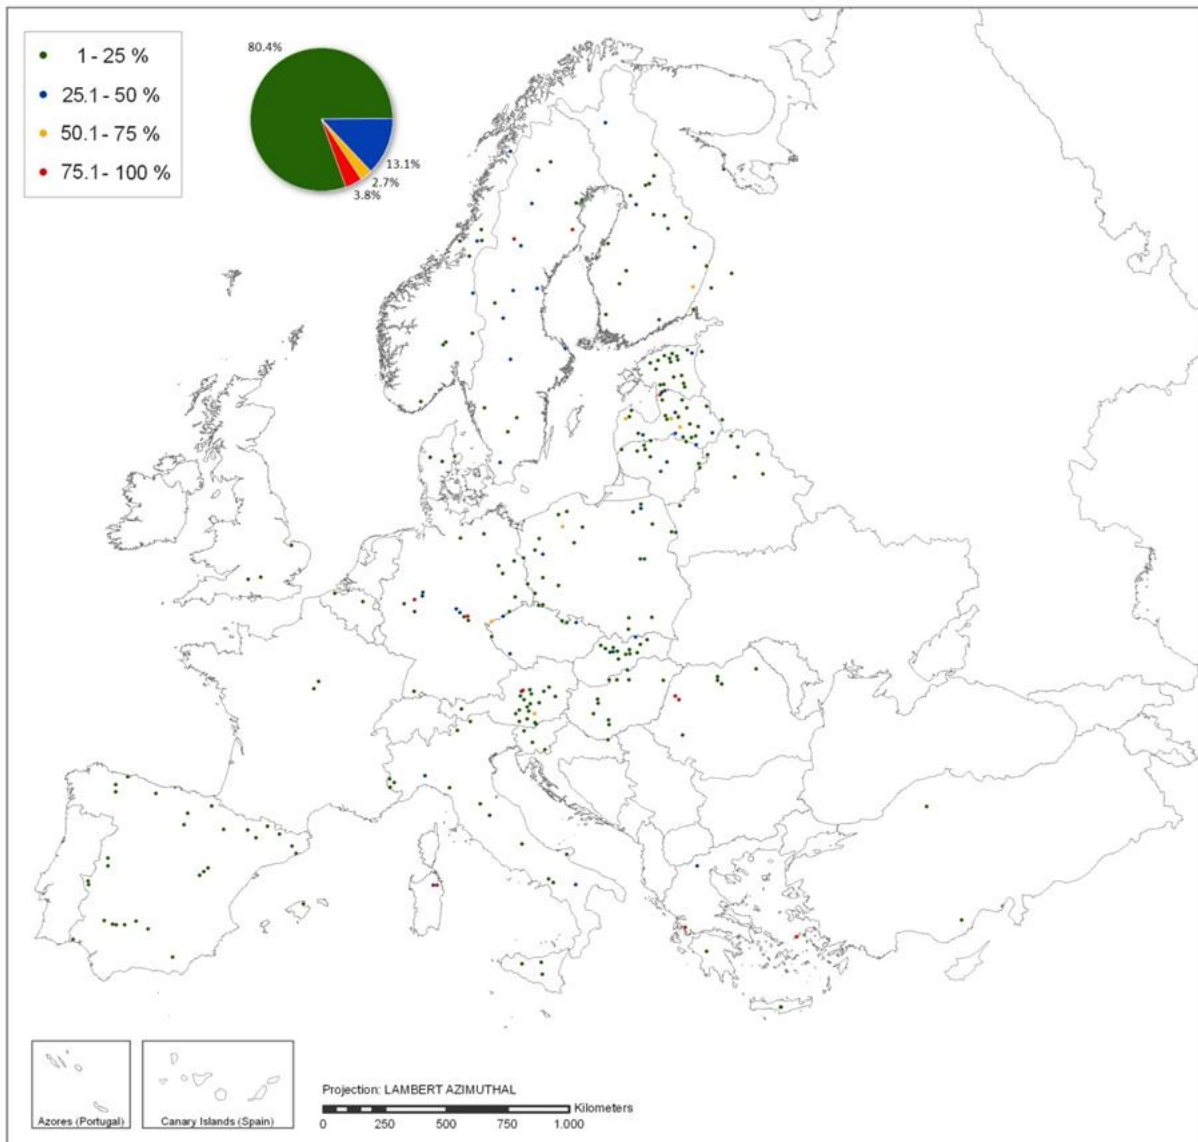 80.4%
1 - 25 %
25.1 - 50 %
50.1 - 75 %
75.1 - 100 %
13.1%
2.7%
3.8%
Projection: LAMBERT AZIMUTHAL
Kilometers
0 250 500 750 1.000
Azores (Portugal)
Canary Islands (Spain)